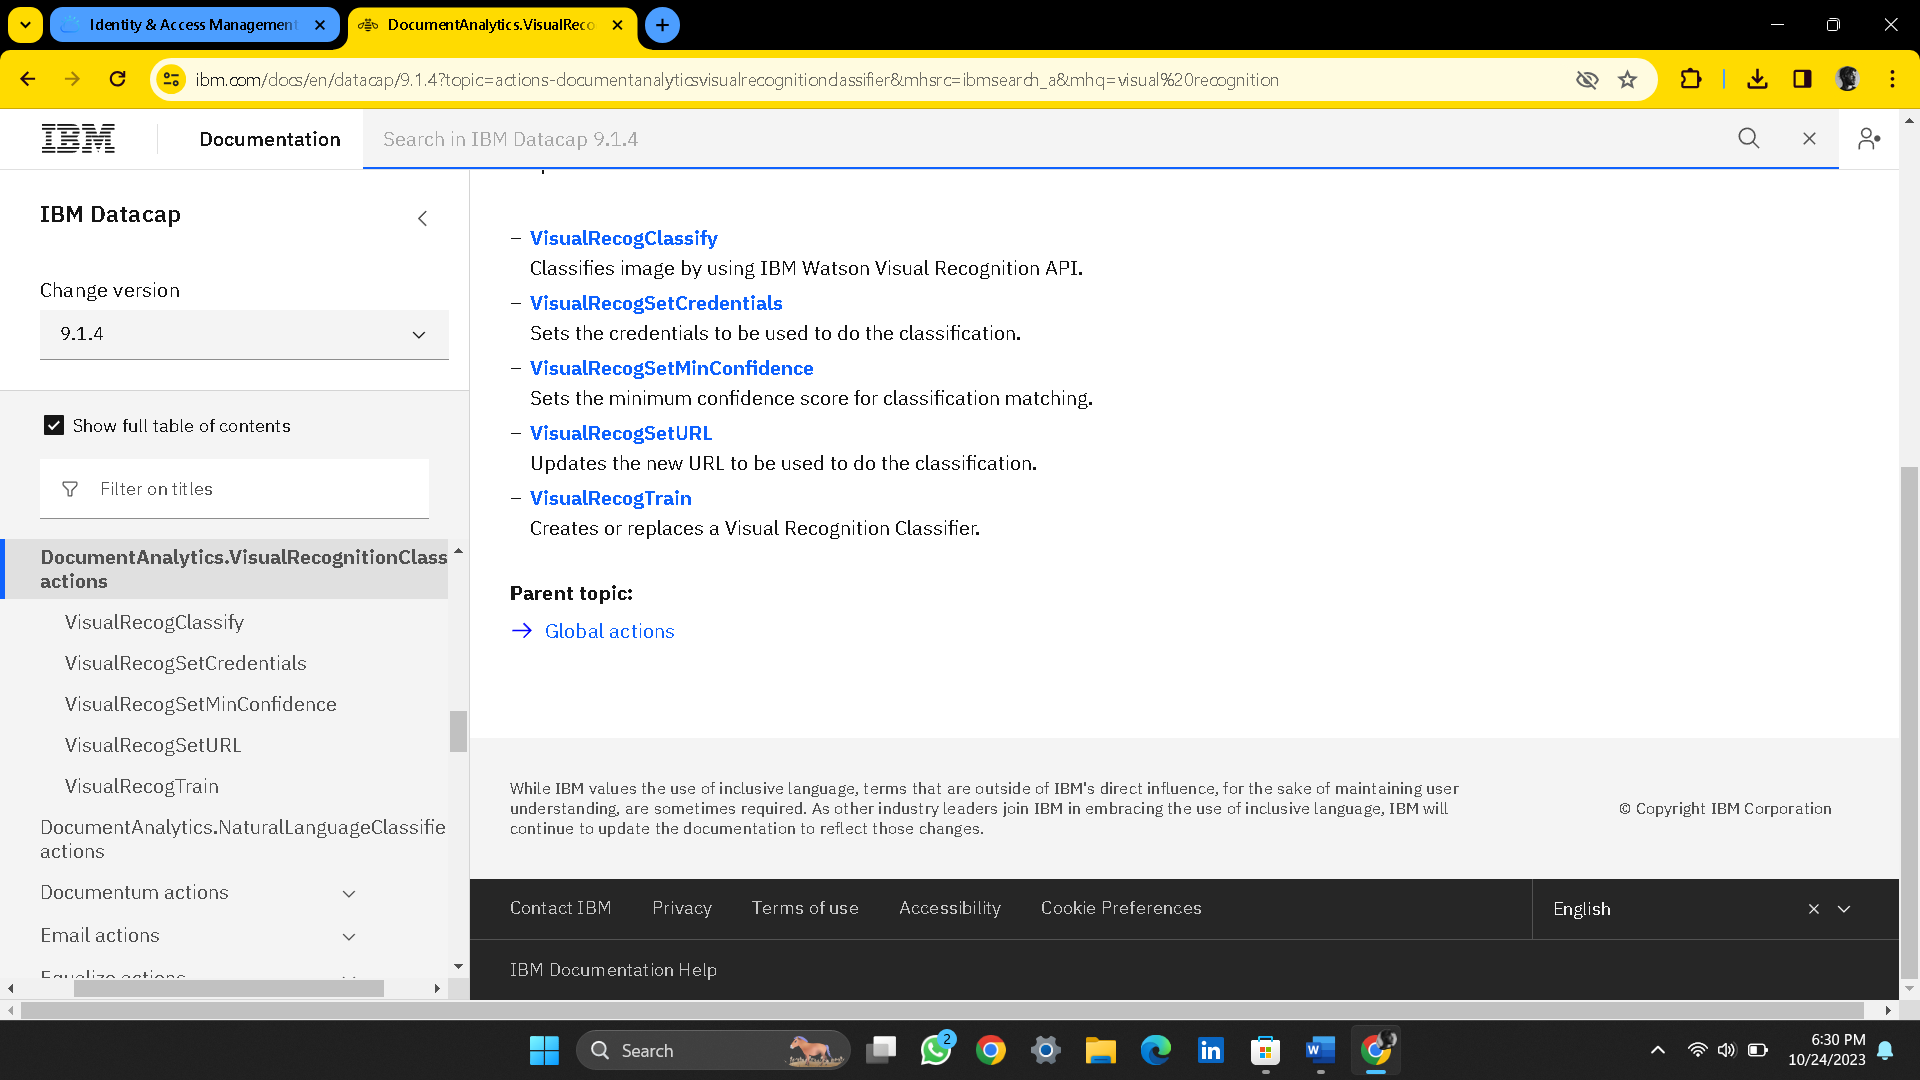 Identity & Access Management
DocumentAnalytics.VisualReco
ibm.com/docs/en/datacap/9.1.4?topic=actions-documentanalyticsvisualrecognitionclassifier&mhsrc=ibmsearch_a&mhq=visual%20recognition
IBM
Documentation
Search in IBM Datacap 9.1.4
IBM Datacap
Change version
9.1.4
Show full table of contents
Filter on titles
DocumentAnalytics.VisualRecognitionClass
actions
VisualRecogClassify
VisualRecogSetCredentials
VisualRecogSetMinConfidence
VisualRecogSetURL
VisualRecogTrain
DocumentAnalytics.NaturalLanguageClassifie
actions
Documentum actions
Email actions
Equalize actions
– VisualRecogClassify
Classifies image by using IBM Watson Visual Recognition API.
– VisualRecogSetCredentials
Sets the credentials to be used to do the classification.
– VisualRecogSetMinConfidence
Sets the minimum confidence score for classification matching.
– VisualRecogSetURL
Updates the new URL to be used to do the classification.
– VisualRecogTrain
Creates or replaces a Visual Recognition Classifier.
Parent topic:
→ Global actions
While IBM values the use of inclusive language, terms that are outside of IBM's direct influence, for the sake of maintaining user
understanding, are sometimes required. As other industry leaders join IBM in embracing the use of inclusive language, IBM will
continue to update the documentation to reflect those changes.
© Copyright IBM Corporation
Contact IBM
Privacy
Terms of use
Accessibility
Cookie Preferences
English
IBM Documentation Help
Search
2
in
W
6:30 PM
10/24/2023